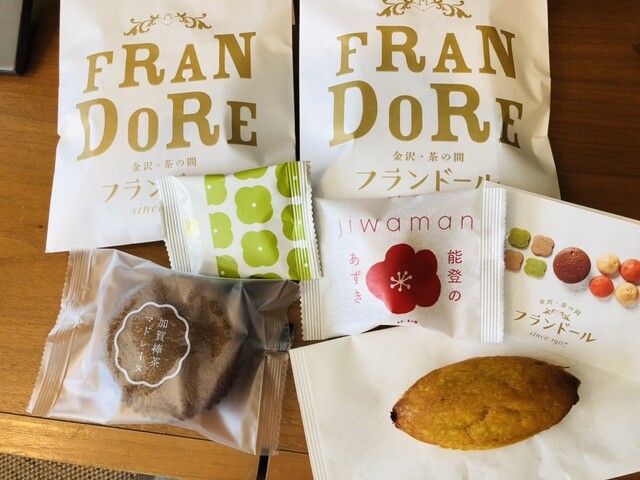 FRAN
DORE
金沢・茶の間
フランドール
since
FRAN
DORE
金沢・茶の間
フランドール
jiwaman
能登の
あずき
加賀棒茶
マドレーヌ
金沢・茶の間
フランドール
since 1907